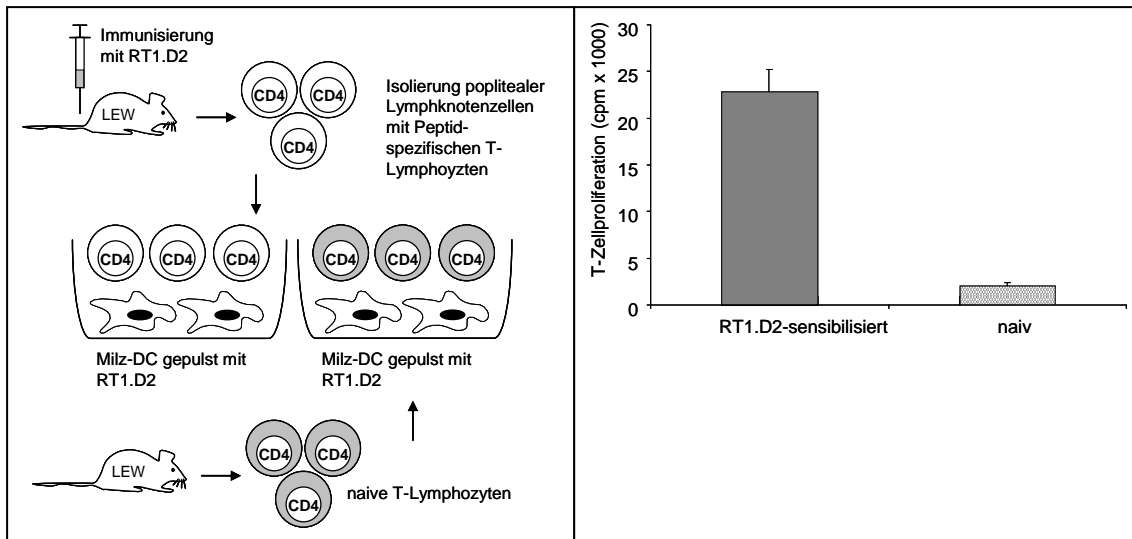 Immunisierung
mit RT1.D2
LEW
CD4
CD4
CD4
Isolierung poplitealer
Lymphknotenzellen
mit Peptid-
spezifischen T-
Lymphoyzten
CD4
CD4
CD4
CD4
CD4
CD4
Milz-DC gepulst mit
RT1.D2
Milz-DC gepulst mit
RT1.D2
LEW
CD4
CD4
CD4
naive T-Lymphozyten
T-Zellproliferation (cpm x 1000)
30
25
20
15
10
5
0
RT1.D2-sensibilisiert
naiv